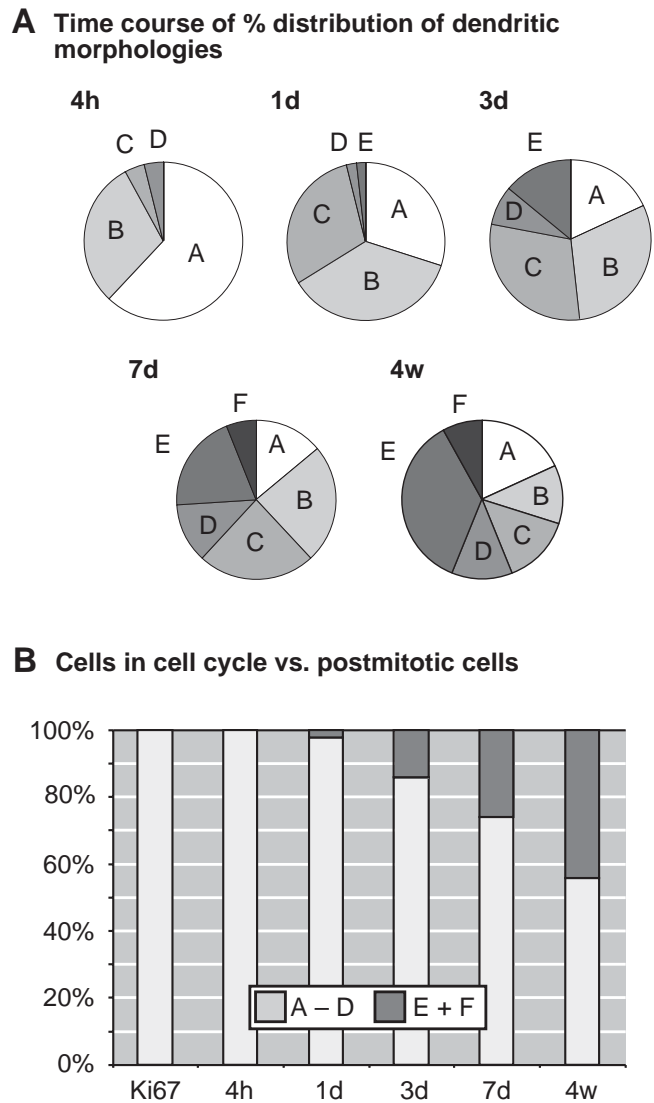 A Time course of % distribution of dendritic
morphologies
4h
1d
3d
C D
A
B
D E
A
B
C
E
A
B
C
D
7d
4w
F
A
B
C
D
E
F
A
B
C
D
E
B Cells in cell cycle vs. postmitotic cells
100%
80%
60%
40%
20%
0%
A – D E + F
Ki67 4h 1d 3d 7d 4w